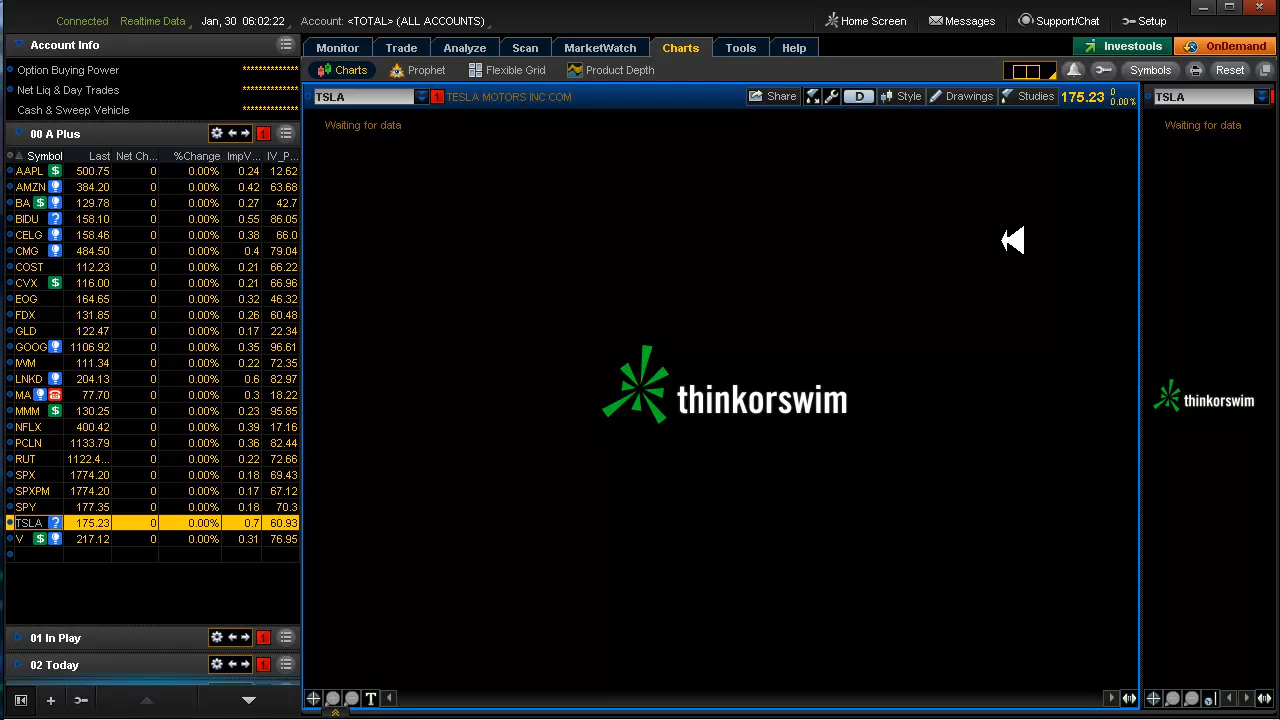 Connected Realtime Data Jan, 30 06:02:22 Account: <TOTAL> (ALL ACCOUNTS) Home Screen Messages Support/Chat Setup
Account Info
Option Buying Power *************
Net Liq & Day Trades *************
Cash & Sweep Vehicle *************
00 A Plus 1
Symbol Last Net Ch... %Change ImpV... IV_P...
AAPL $ 500.75 0 0.00% 0.24 12.62
AMZN 384.20 0 0.00% 0.42 63.68
BA $ 129.78 0 0.00% 0.27 42.7
BIDU ? 158.10 0 0.00% 0.55 86.05
CELG 158.46 0 0.00% 0.38 66.0
CMG 484.50 0 0.00% 0.4 79.04
COST 112.23 0 0.00% 0.21 66.22
CVX $ 116.00 0 0.00% 0.21 66.96
EOG 164.65 0 0.00% 0.32 46.32
FDX 131.85 0 0.00% 0.26 60.48
GLD 122.47 0 0.00% 0.17 22.34
GOOG 1106.92 0 0.00% 0.35 96.61
IWM 111.34 0 0.00% 0.22 72.35
LNKD 204.13 0 0.00% 0.6 82.97
MA 77.70 0 0.00% 0.3 18.22
MMM $ 130.25 0 0.00% 0.23 95.85
NFLX 400.42 0 0.00% 0.39 17.16
PCLN 1133.79 0 0.00% 0.36 82.44
RUT 1122.4... 0 0.00% 0.22 72.66
SPX 1774.20 0 0.00% 0.18 69.43
SPXPM 1774.20 0 0.00% 0.17 67.12
SPY 177.35 0 0.00% 0.18 70.3
TSLA ? 175.23 0 0.00% 0.7 60.93
V $ 217.12 0 0.00% 0.31 76.95
01 In Play 1
02 Today 1
Monitor Trade Analyze Scan MarketWatch Charts Tools Help Investools OnDemand
Charts Prophet Flexible Grid Product Depth Symbols Reset
TSLA 1 TESLA MOTORS INC COM Share D Style Drawings Studies 175.23 0 0.00%
Waiting for data
thinkorswim
T
TSLA
Waiting for data
thinkorswim